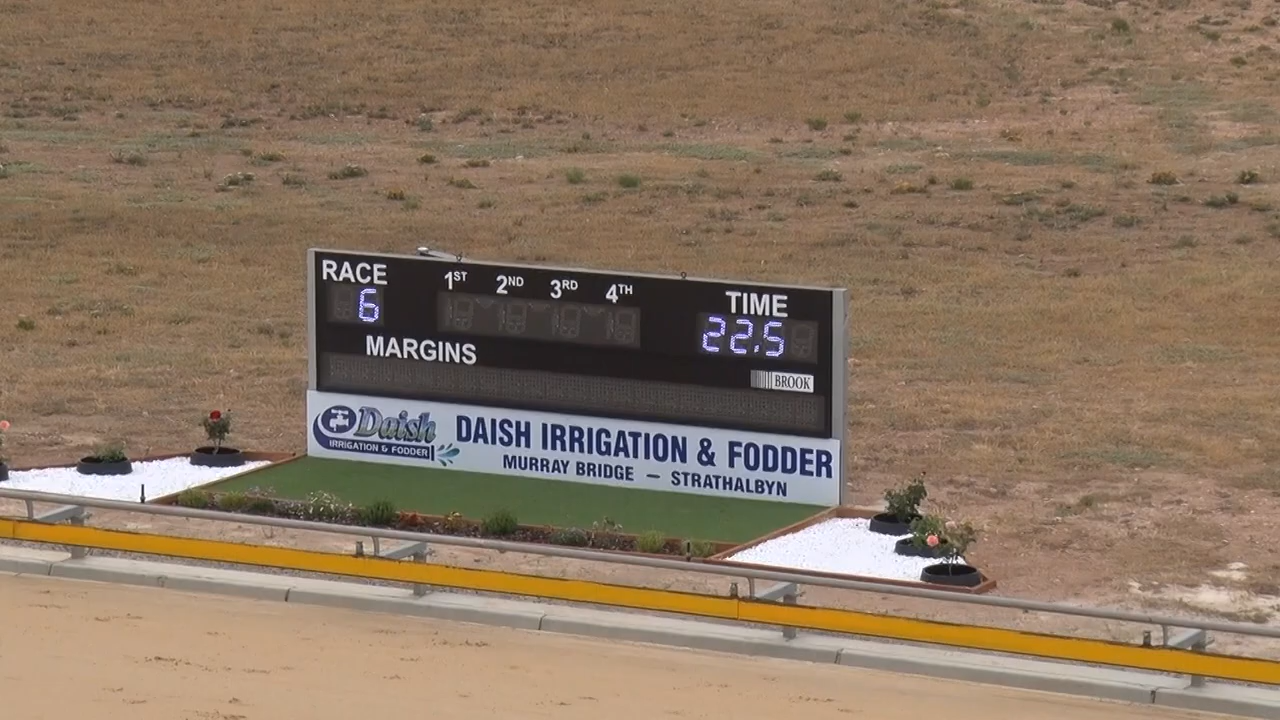 RACE 1ST 2ND 3RD 4TH TIME
6 22.5
MARGINS
BROOK
Daish
IRRIGATION & FODDER
DAISH IRRIGATION & FODDER
MURRAY BRIDGE – STRATHALBYN